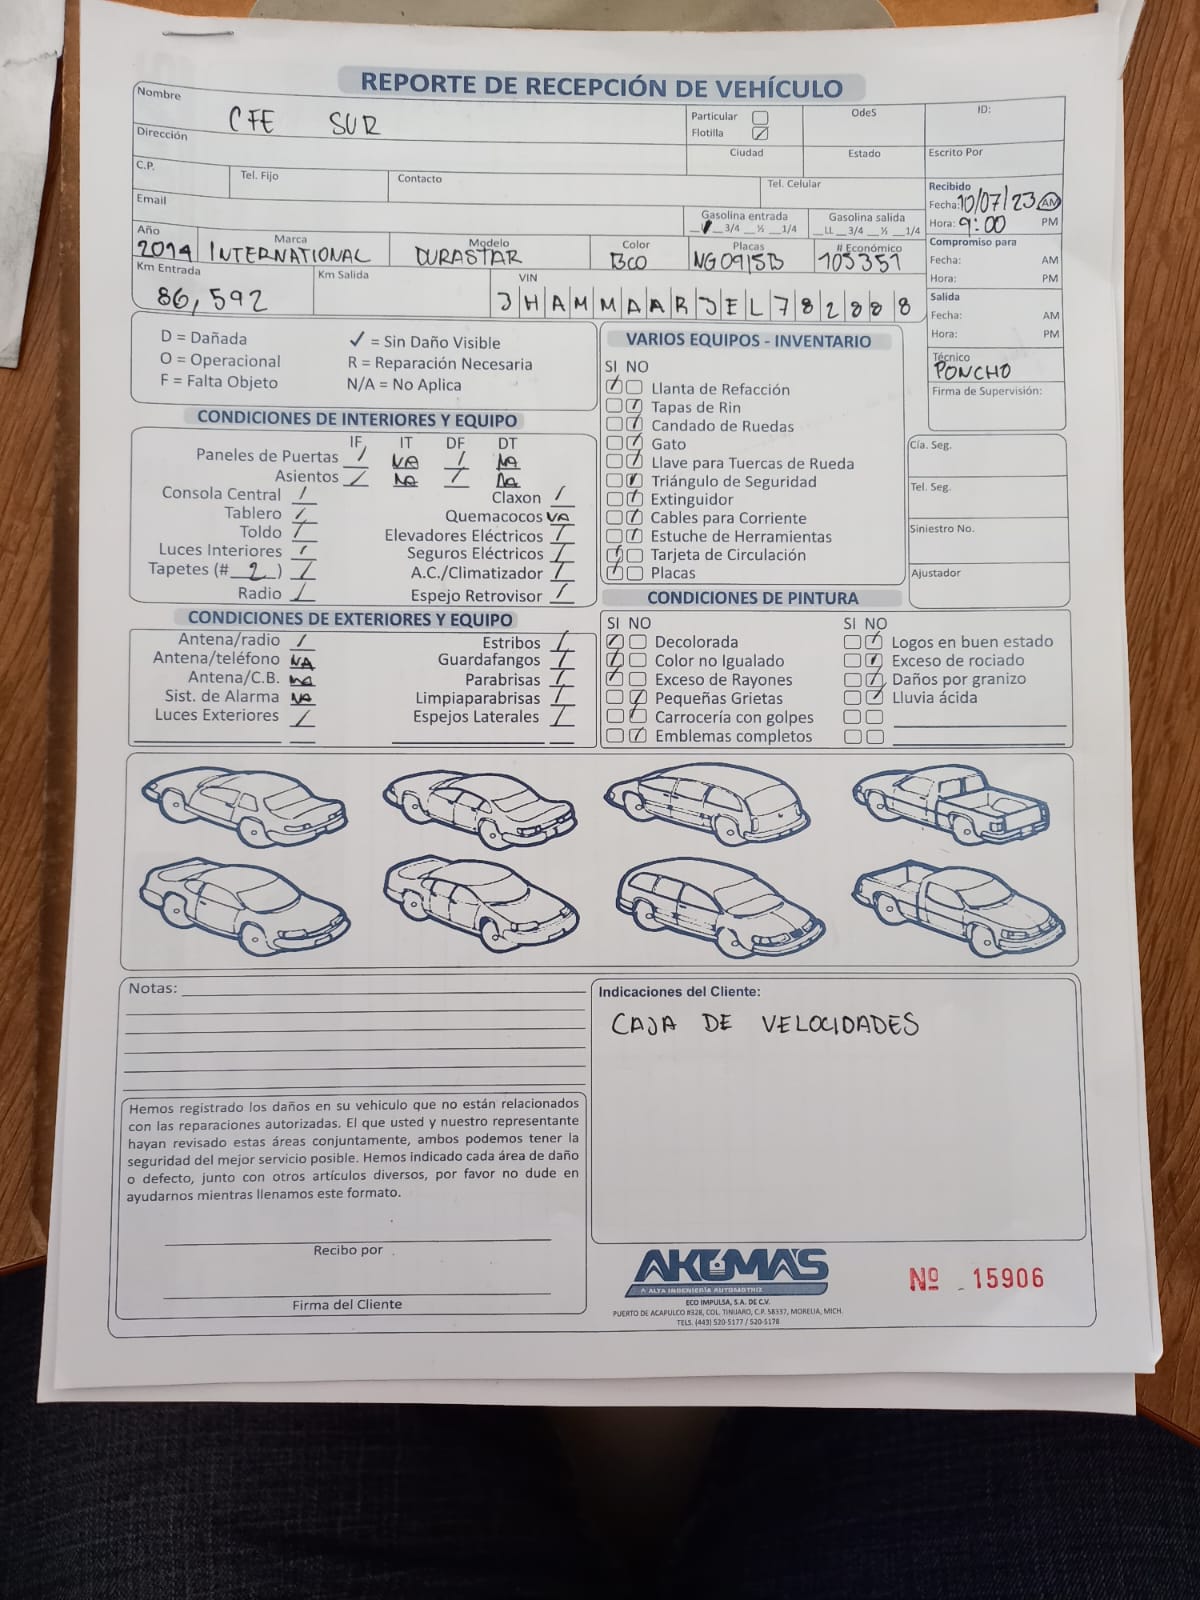 REPORTE DE RECEPCIÓN DE VEHÍCULO
Nombre CFE SUR
Particular
Flotilla
OdeS
ID:
Dirección
Ciudad
Estado
Escrito Por
C.P.
Tel. Fijo
Contacto
Tel. Celular
Recibido
Fecha: 10/07/23 AM
Hora: 9:00 PM
Email
Gasolina entrada
3/4 ½ 1/4
Gasolina salida
LL 3/4 ½ 1/4
Año 2014
Marca INTERNATIONAL
Modelo DURASTAR
Color BCO
Placas NG0915B
# Económico 105351
Compromiso para
Fecha: AM
Hora: PM
Km Entrada 86,592
Km Salida
VIN 3HAMMAAR3EL782888
Salida
Fecha: AM
Hora: PM
Técnico
PONCHO
Firma de Supervisión:
D = Dañada
O = Operacional
F = Falta Objeto
✓ = Sin Daño Visible
R = Reparación Necesaria
N/A = No Aplica
CONDICIONES DE INTERIORES Y EQUIPO
IF IT DF DT
Paneles de Puertas / NA / NA
Asientos / NA / NA
Consola Central /
Tablero /
Toldo /
Luces Interiores /
Tapetes (# 2 ) /
Radio /
Claxon /
Quemacocos NA
Elevadores Eléctricos /
Seguros Eléctricos /
A.C./Climatizador /
Espejo Retrovisor /
VARIOS EQUIPOS - INVENTARIO
SI NO
Llanta de Refacción
Tapas de Rin
Candado de Ruedas
Gato
Llave para Tuercas de Rueda
Triángulo de Seguridad
Extinguidor
Cables para Corriente
Estuche de Herramientas
Tarjeta de Circulación
Placas
Cía. Seg.
Tel. Seg.
Siniestro No.
Ajustador
CONDICIONES DE EXTERIORES Y EQUIPO
Antena/radio /
Antena/teléfono NA
Antena/C.B. NA
Sist. de Alarma NA
Luces Exteriores /
Estribos /
Guardafangos /
Parabrisas /
Limpiaparabrisas /
Espejos Laterales /
CONDICIONES DE PINTURA
SI NO
Decolorada
Color no Igualado
Exceso de Rayones
Pequeñas Grietas
Carrocería con golpes
Emblemas completos
SI NO
Logos en buen estado
Exceso de rociado
Daños por granizo
Lluvia ácida
Notas:
Indicaciones del Cliente:
CAJA DE VELOCIDADES
Hemos registrado los daños en su vehiculo que no están relacionados
con las reparaciones autorizadas. El que usted y nuestro representante
hayan revisado estas áreas conjuntamente, ambos podemos tener la
seguridad del mejor servicio posible. Hemos indicado cada área de daño
o defecto, junto con otros artículos diversos, por favor no dude en
ayudarnos mientras llenamos este formato.
Recibo por
Firma del Cliente
AKUMA'S
ALTA INGENIERÍA AUTOMOTRIZ
ECO IMPULSA, S.A. DE C.V.
PUERTO DE ACAPULCO #328, COL. TINIJARO, C.P. 58337, MORELIA, MICH.
TELS. (443) 520-5177 / 520-5178
Nº 15906